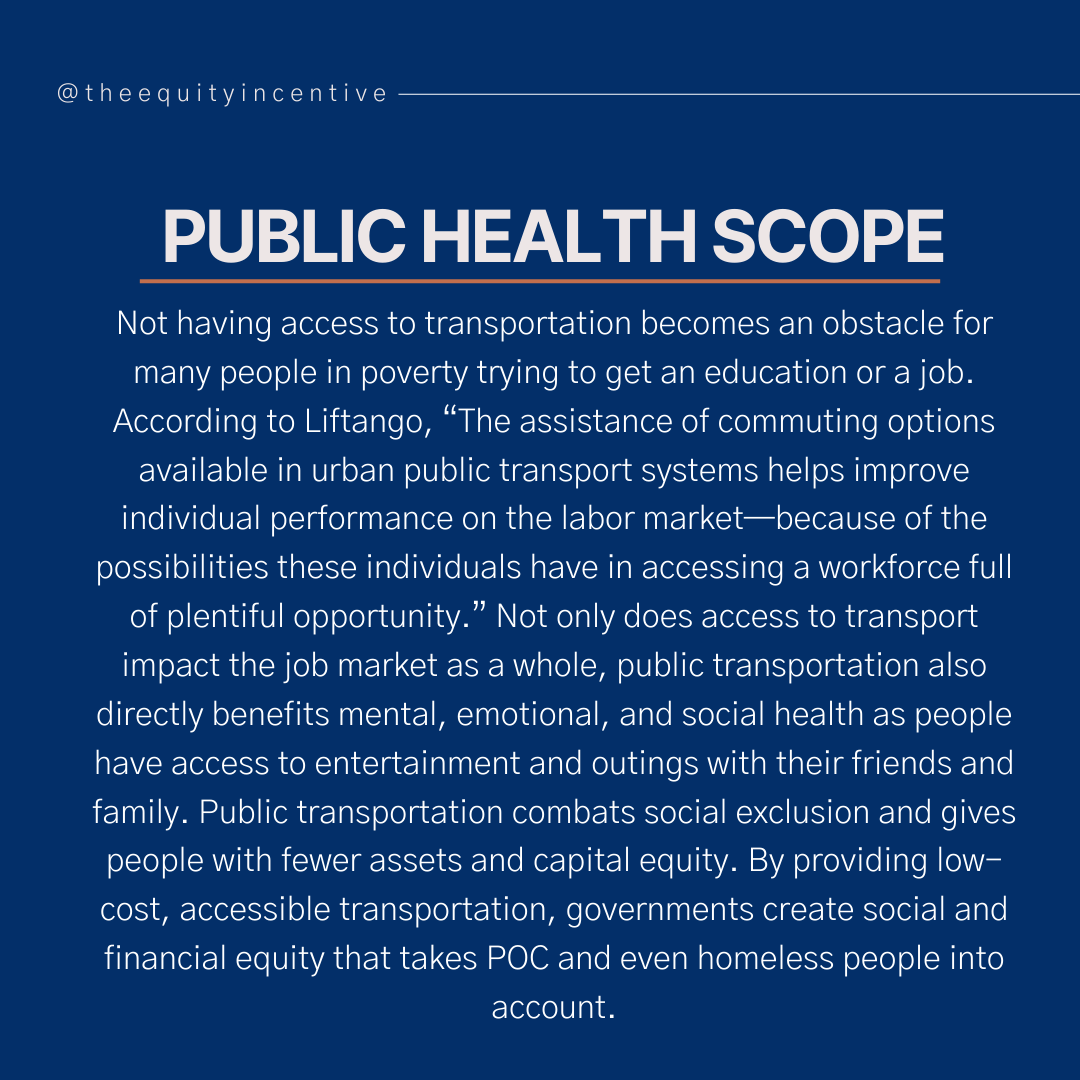 @theequityincentive
PUBLIC HEALTH SCOPE
Not having access to transportation becomes an obstacle for
many people in poverty trying to get an education or a job.
According to Liftango, “The assistance of commuting options
available in urban public transport systems helps improve
individual performance on the labor market—because of the
possibilities these individuals have in accessing a workforce full
of plentiful opportunity.” Not only does access to transport
impact the job market as a whole, public transportation also
directly benefits mental, emotional, and social health as people
have access to entertainment and outings with their friends and
family. Public transportation combats social exclusion and gives
people with fewer assets and capital equity. By providing low-
cost, accessible transportation, governments create social and
financial equity that takes POC and even homeless people into
account.